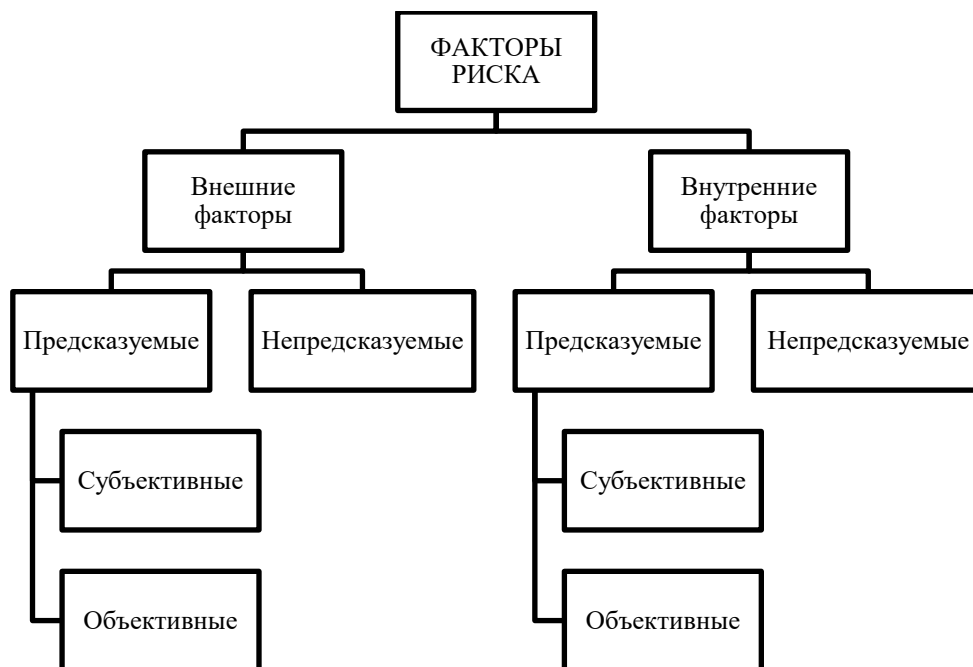 ФАКТОРЫ
РИСКА
Внешние
факторы
Внутренние
факторы
Предсказуемые
Непредсказуемые
Предсказуемые
Непредсказуемые
Субъективные
Субъективные
Объективные
Объективные